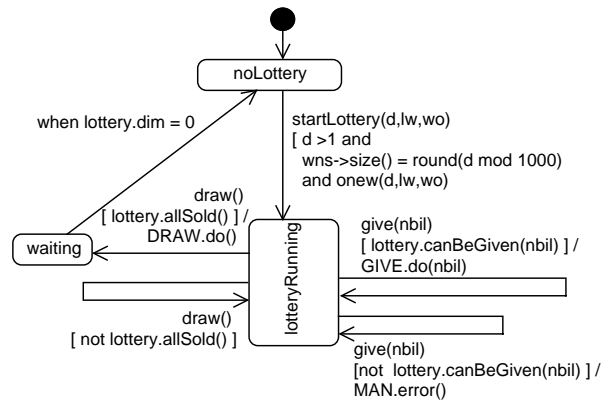 noLottery
when lottery.dim = 0
startLottery(d,lw,wo)
[ d >1 and
wns->size() = round(d mod 1000)
and onew(d,lw,wo)
draw()
[ lottery.allSold() ] /
DRAW.do()
waiting
lotteryRunning
give(nbil)
[ lottery.canBeGiven(nbil) ] /
GIVE.do(nbil)
draw()
[ not lottery.allSold() ]
give(nbil)
[not lottery.canBeGiven(nbil) ] /
MAN.error()